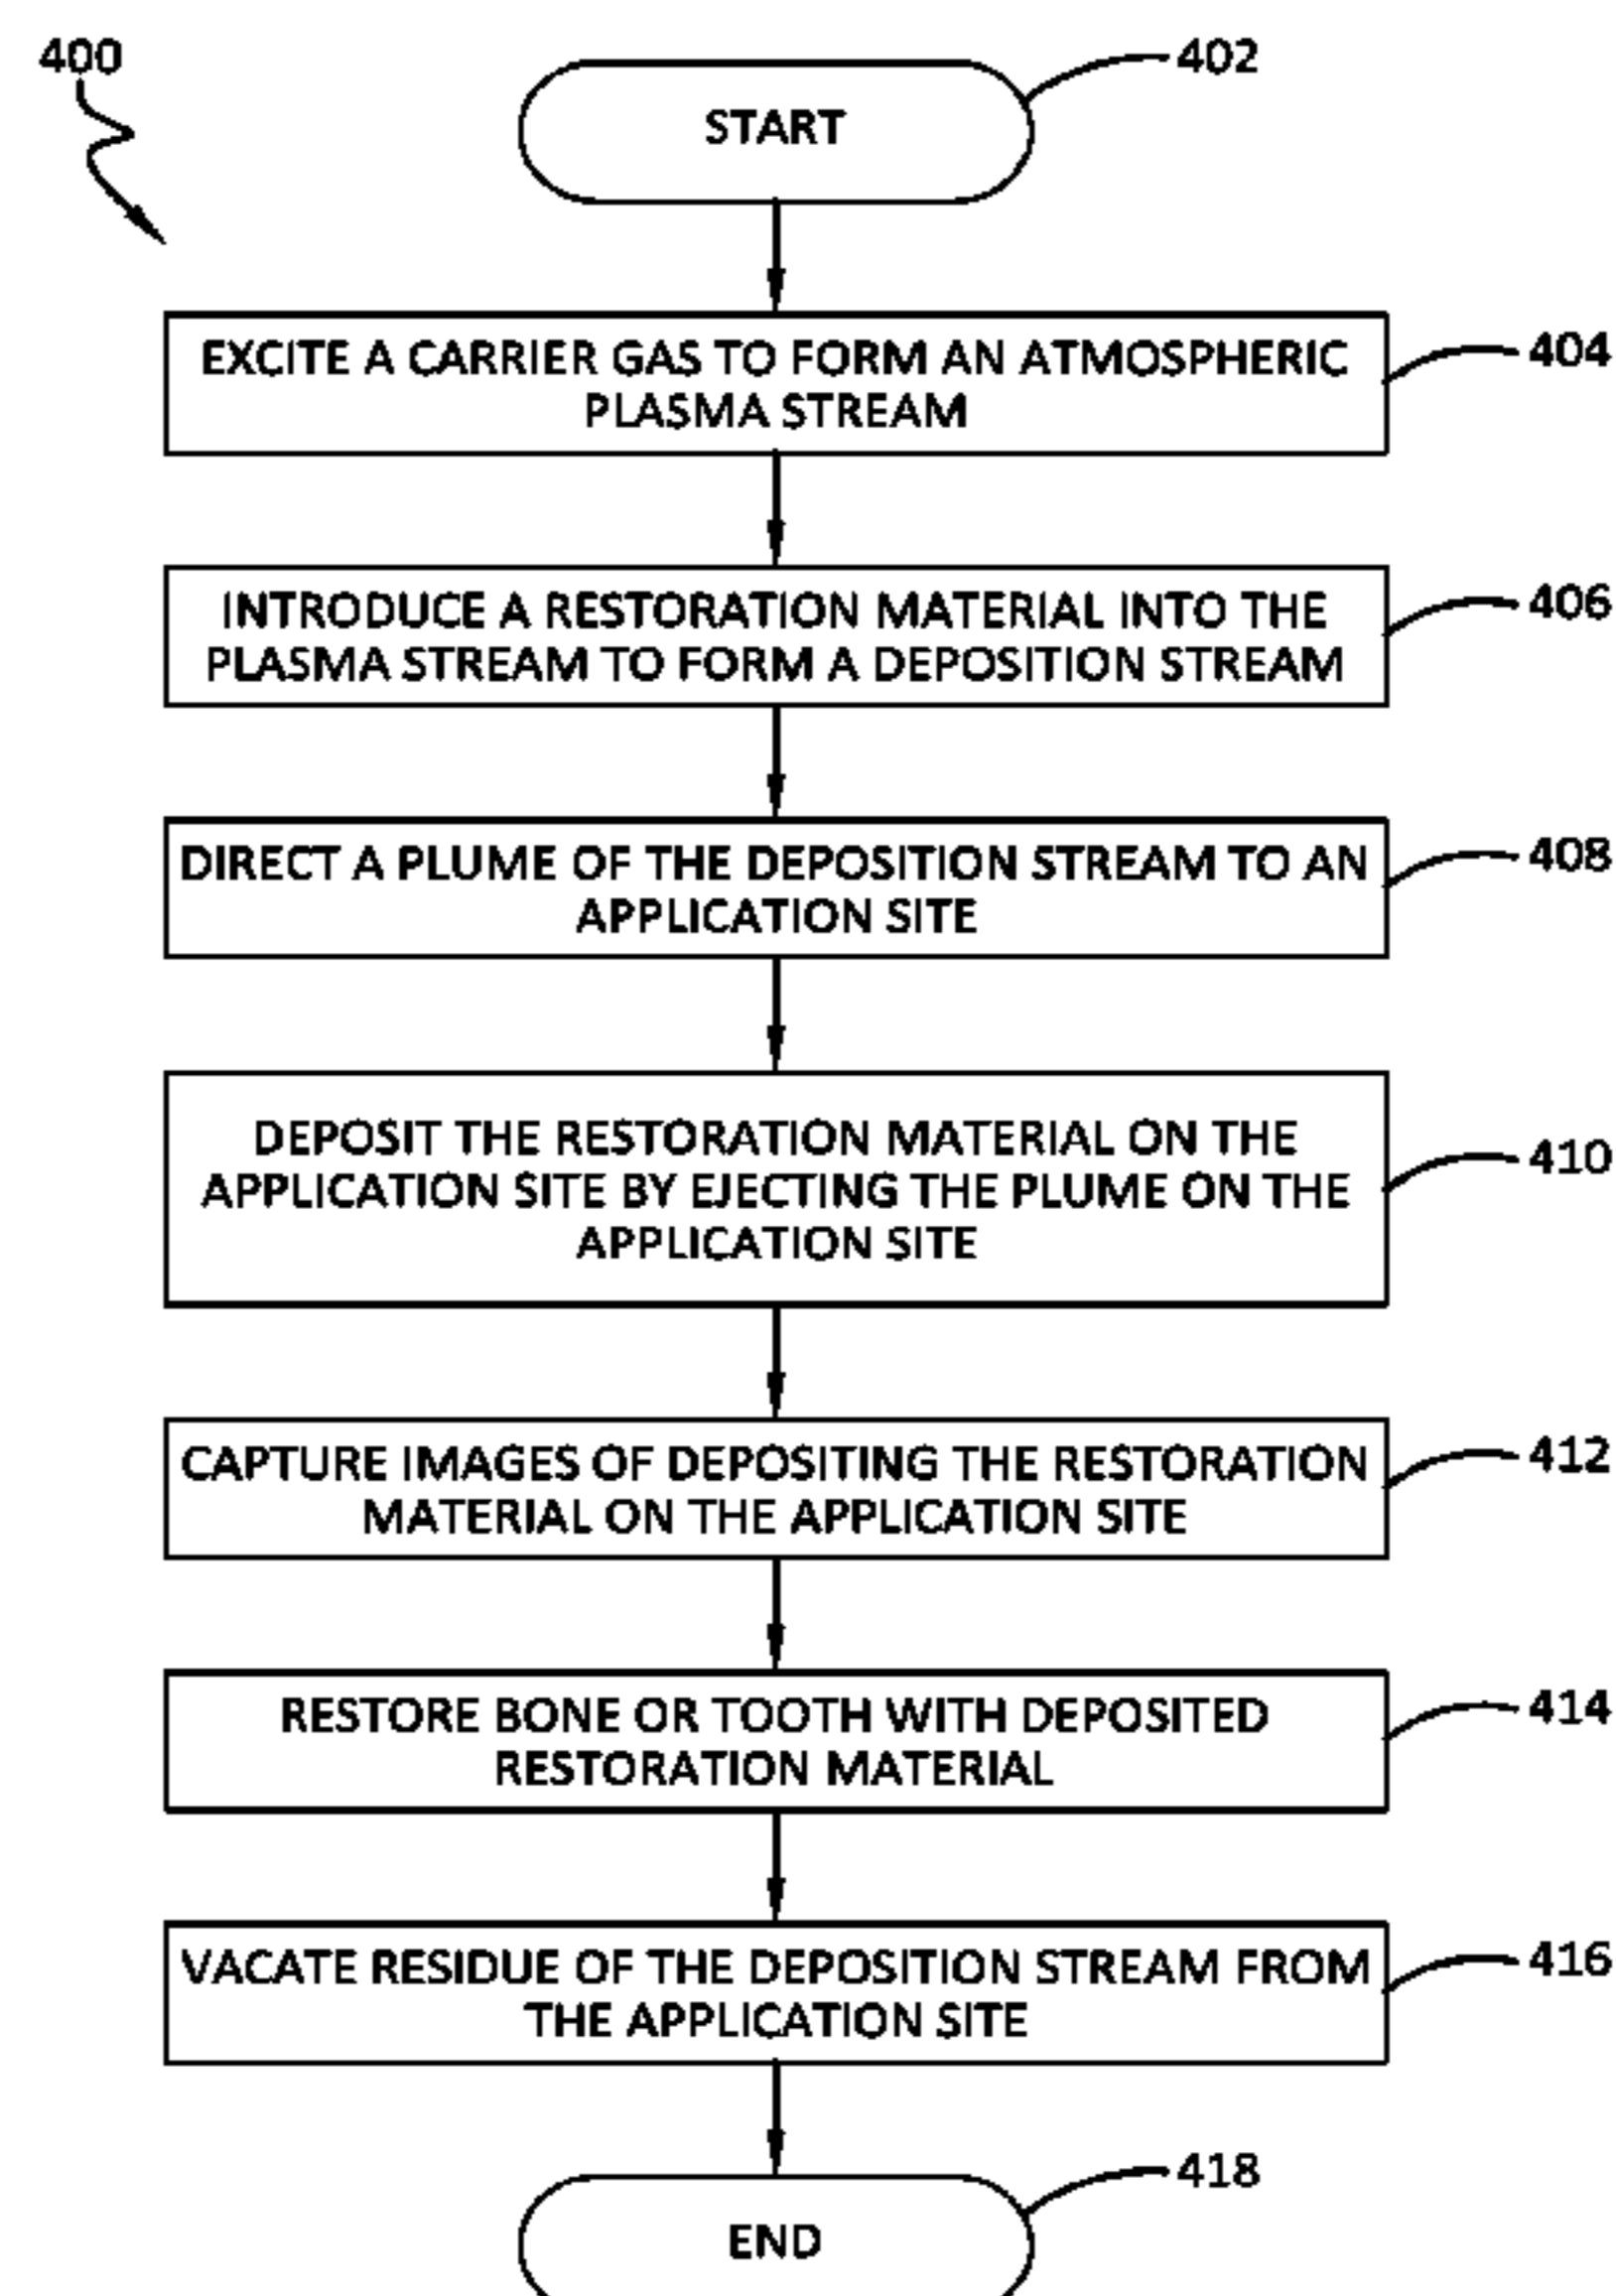 400
402
START
EXCITE A CARRIER GAS TO FORM AN ATMOSPHERIC
PLASMA STREAM
404
INTRODUCE A RESTORATION MATERIAL INTO THE
PLASMA STREAM TO FORM A DEPOSITION STREAM
406
DIRECT A PLUME OF THE DEPOSITION STREAM TO AN
APPLICATION SITE
408
DEPOSIT THE RESTORATION MATERIAL ON THE
APPLICATION SITE BY EJECTING THE PLUME ON THE
APPLICATION SITE
410
CAPTURE IMAGES OF DEPOSITING THE RESTORATION
MATERIAL ON THE APPLICATION SITE
412
RESTORE BONE OR TOOTH WITH DEPOSITED
RESTORATION MATERIAL
414
VACATE RESIDUE OF THE DEPOSITION STREAM FROM
THE APPLICATION SITE
416
418
END